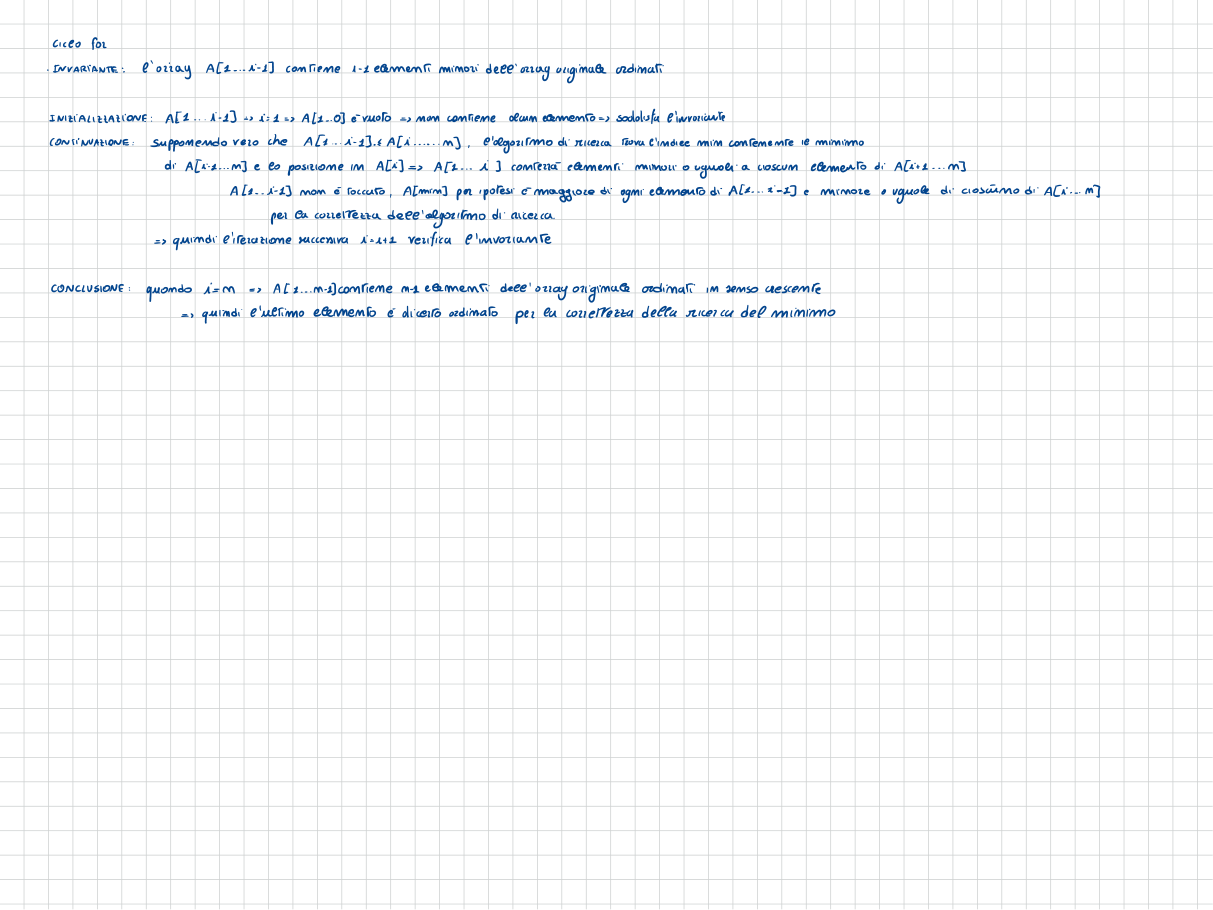 ciclo for
INVARIANTE: l'array A[1...i-1] contiene i-1 elementi minori dell'array originale ordinati
INIZIALIZZAZIONE: A[1...i-1] => i=1 => A[1..0] è vuoto => non contiene alcun elemento => soddisfa l'invariante
CONTINUAZIONE: supponendo vero che A[1...i-1] ≤ A[i......n], l'algoritmo di ricerca trova l'indice min contenente il minimo
di A[i-1...n] e lo posiziona in A[i] => A[1... i ] conterrà elementi minori o uguali a ciascun elemento di A[i+1...n]
A[1...i-1] non è toccato, A[min] per ipotesi è maggiore di ogni elemento di A[1...i-1] e minore o uguale di ciascuno di A[i...n]
per la correttezza dell'algoritmo di ricerca
=> quindi l'iterazione successiva i=i+1 verifica l'invariante
CONCLUSIONE: quando i=n => A[1...n-1] contiene n-1 elementi dell'array originale ordinati in senso crescente
=> quindi l'ultimo elemento è di certo ordinato per la correttezza della ricerca del minimo